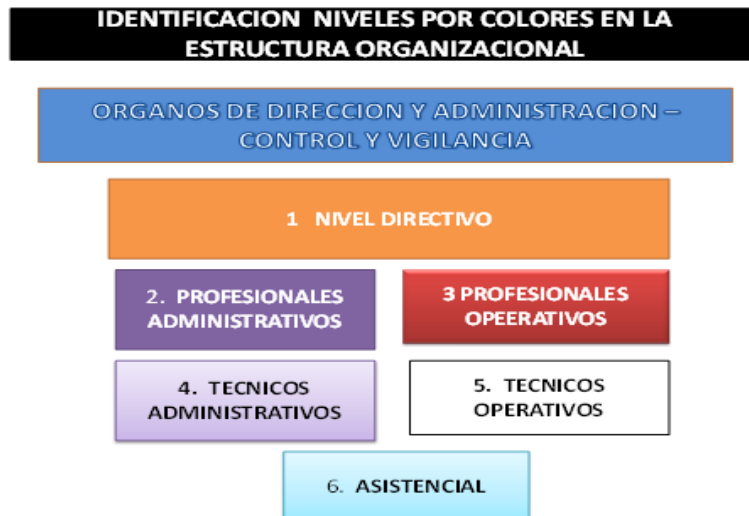 IDENTIFICACION NIVELES POR COLORES EN LA
ESTRUCTURA ORGANIZACIONAL
ORGANOS DE DIRECCION Y ADMINISTRACION –
CONTROL Y VIGILANCIA
1 NIVEL DIRECTIVO
2. PROFESIONALES
ADMINISTRATIVOS
3 PROFESIONALES
OPEERATIVOS
4. TECNICOS
ADMINISTRATIVOS
5. TECNICOS
OPERATIVOS
6. ASISTENCIAL